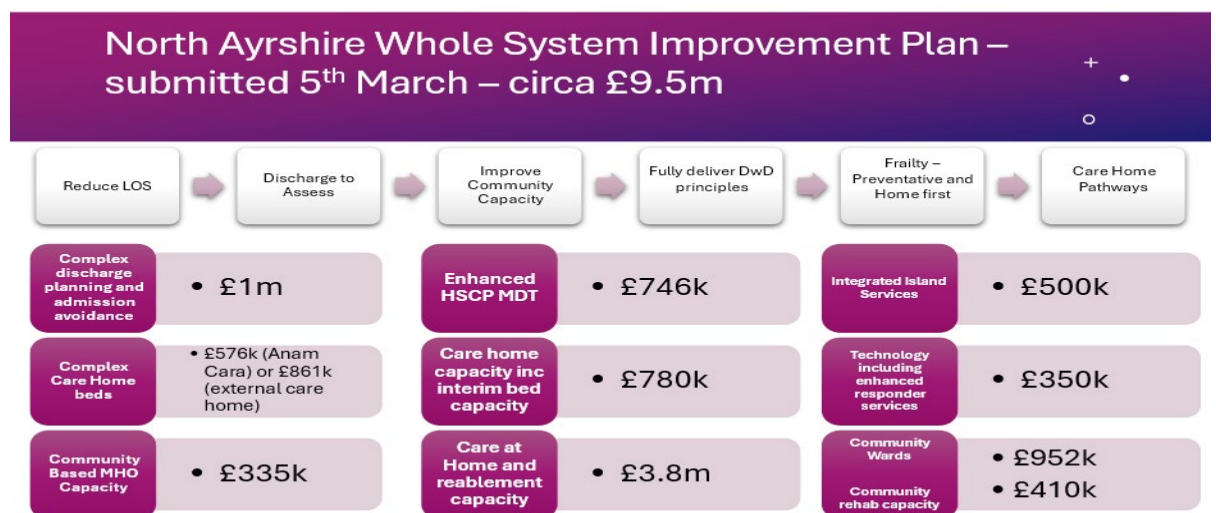 North Ayrshire Whole System Improvement Plan –
submitted 5th March – circa £9.5m
Reduce LOS
Discharge to
Assess
Improve
Community
Capacity
Fully deliver DwD
principles
Frailty –
Preventative and
Home first
Care Home
Pathways
Complex
discharge
planning and
admission
avoidance
• £1m
Enhanced
HSCP MDT
• £746k
Integrated Island
Services
• £500k
Complex
Care Home
beds
• £576k (Anam
Cara) or £861k
(external care
home)
Care home
capacity inc
interim bed
capacity
• £780k
Technology
including
enhanced
responder
services
• £350k
Community
Based MHO
Capacity
• £335k
Care at
Home and
reablement
capacity
• £3.8m
Community
Wards
Community
rehab capacity
• £952k
• £410k